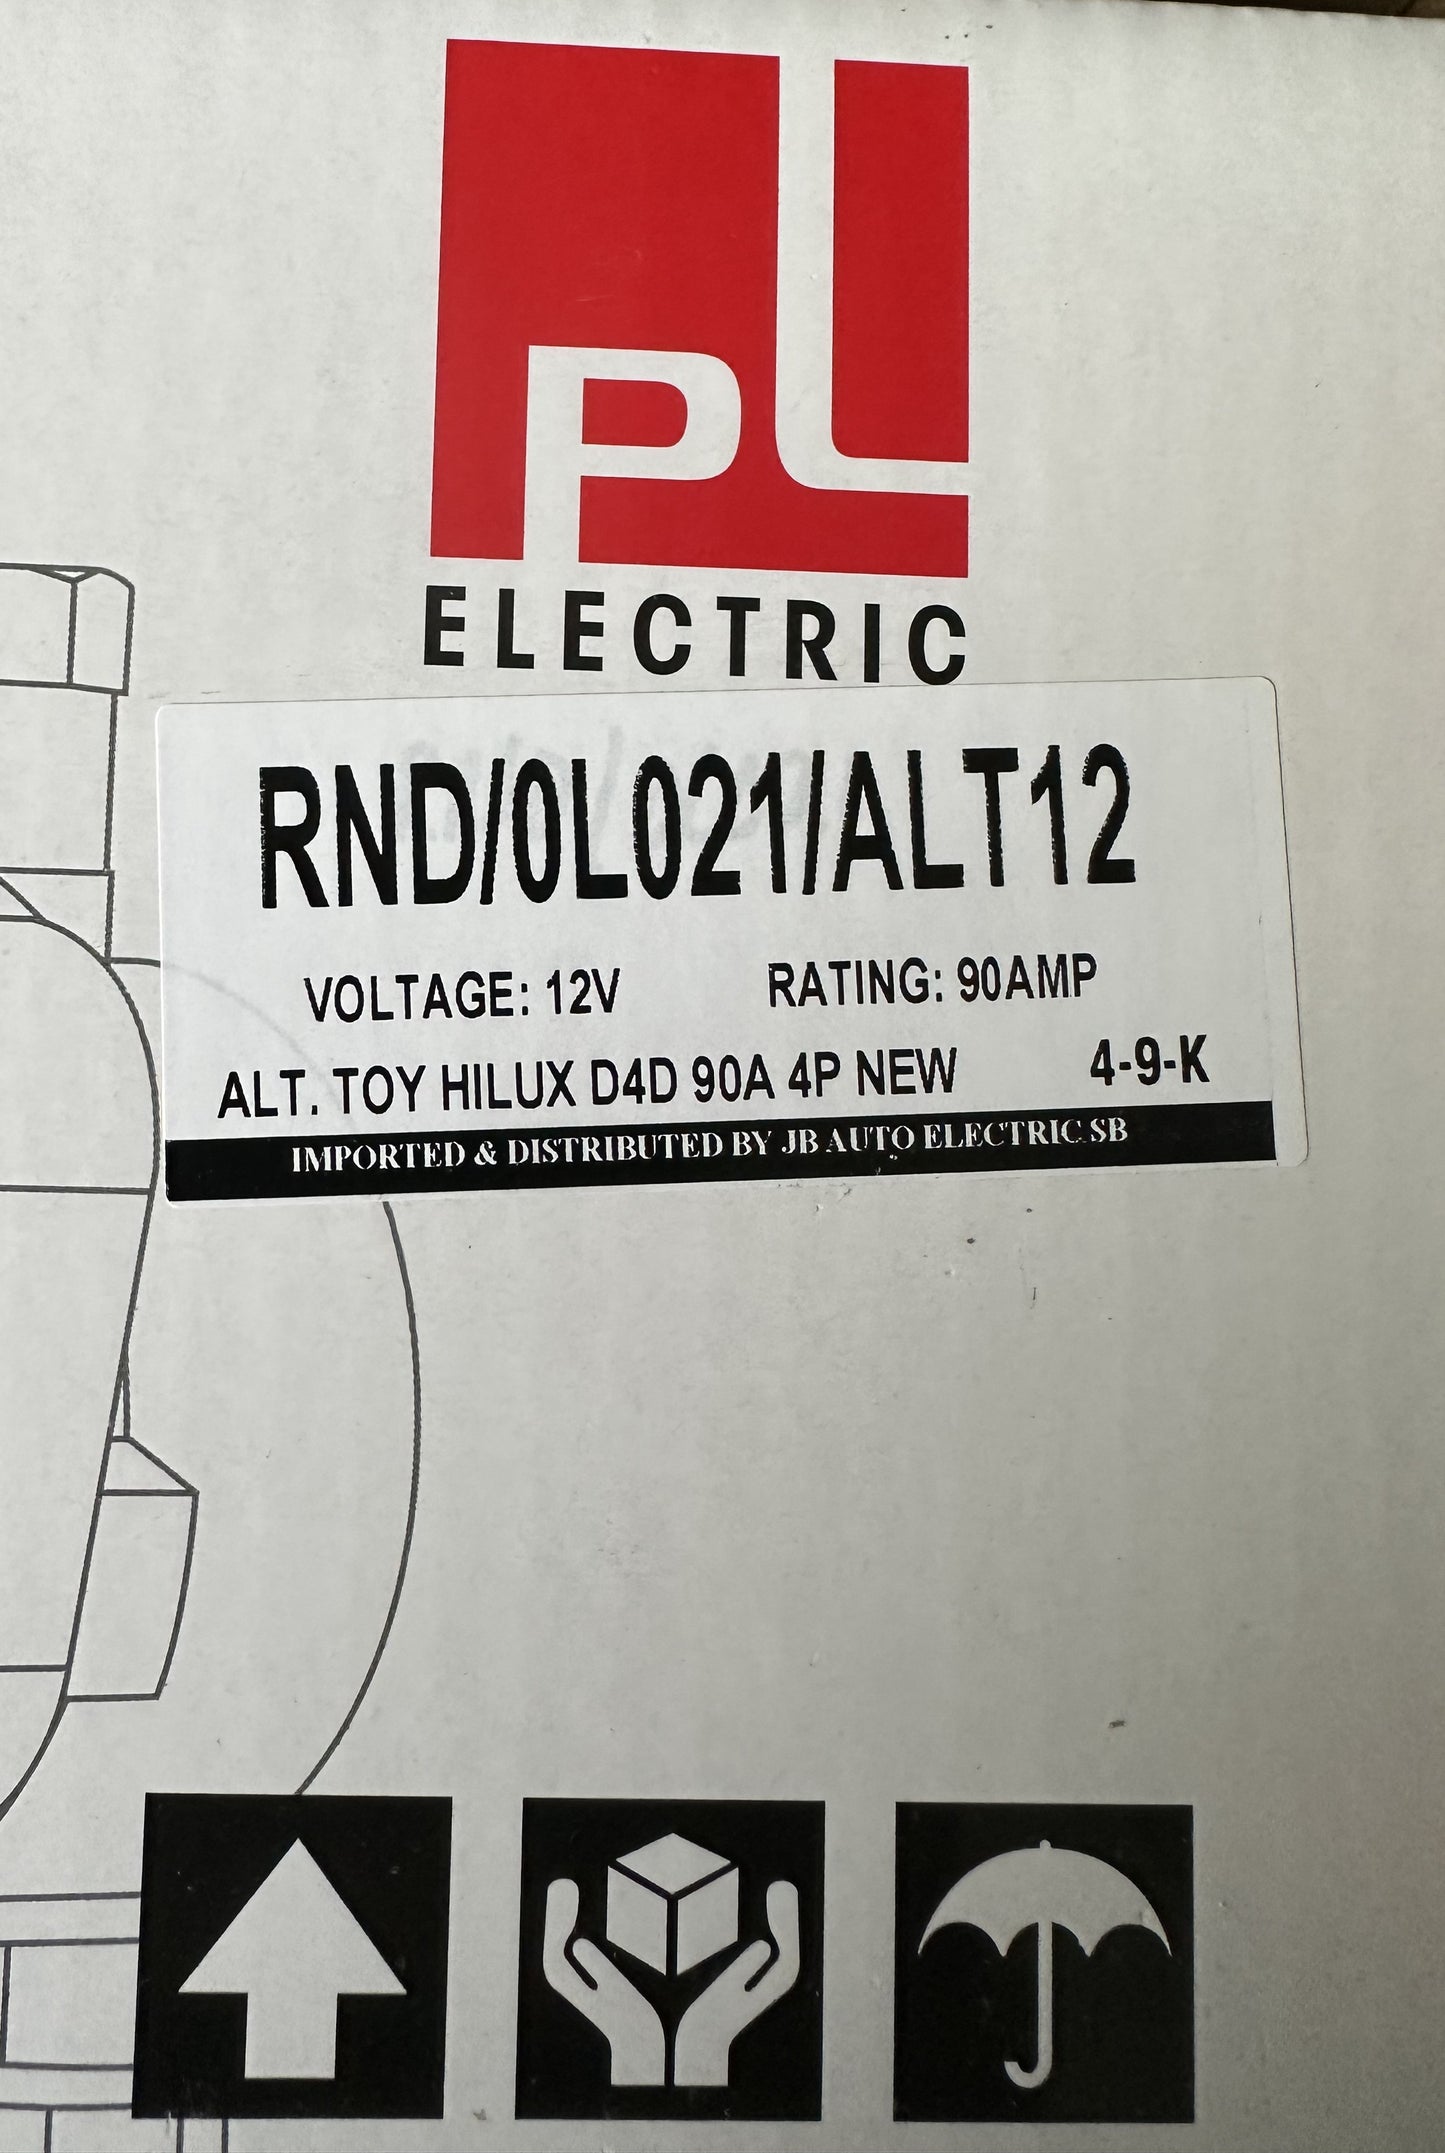 PL
ELECTRIC
RND/0L021/ALT12
VOLTAGE: 12V RATING: 90AMP
ALT. TOY HILUX D4D 90A 4P NEW 4-9-K
IMPORTED & DISTRIBUTED BY JB AUTO ELECTRIC SB